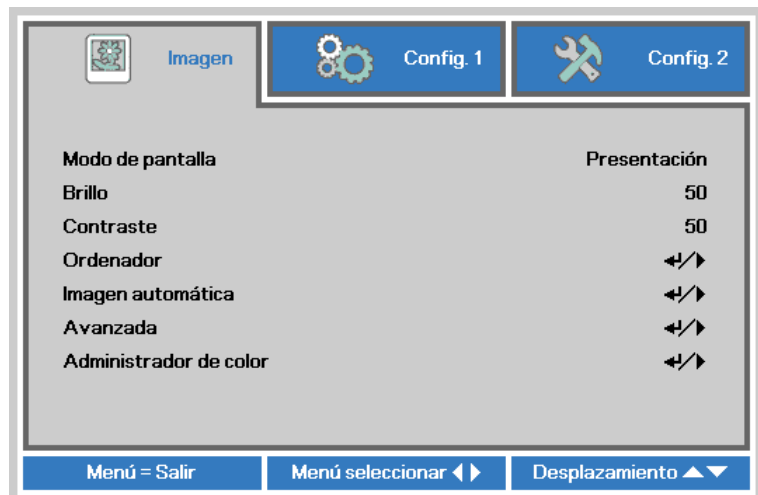 Imagen Config. 1 Config. 2
Modo de pantalla Presentación
Brillo 50
Contraste 50
Ordenador ↵/▶
Imagen automática ↵/▶
Avanzada ↵/▶
Administrador de color ↵/▶
Menú = Salir Menú seleccionar ◀▶ Desplazamiento ▲▼